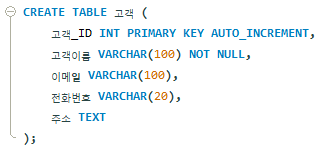 CREATE TABLE 고객 (
고객_ID INT PRIMARY KEY AUTO_INCREMENT,
고객이름 VARCHAR(100) NOT NULL,
이메일 VARCHAR(100),
전화번호 VARCHAR(20),
주소 TEXT
);